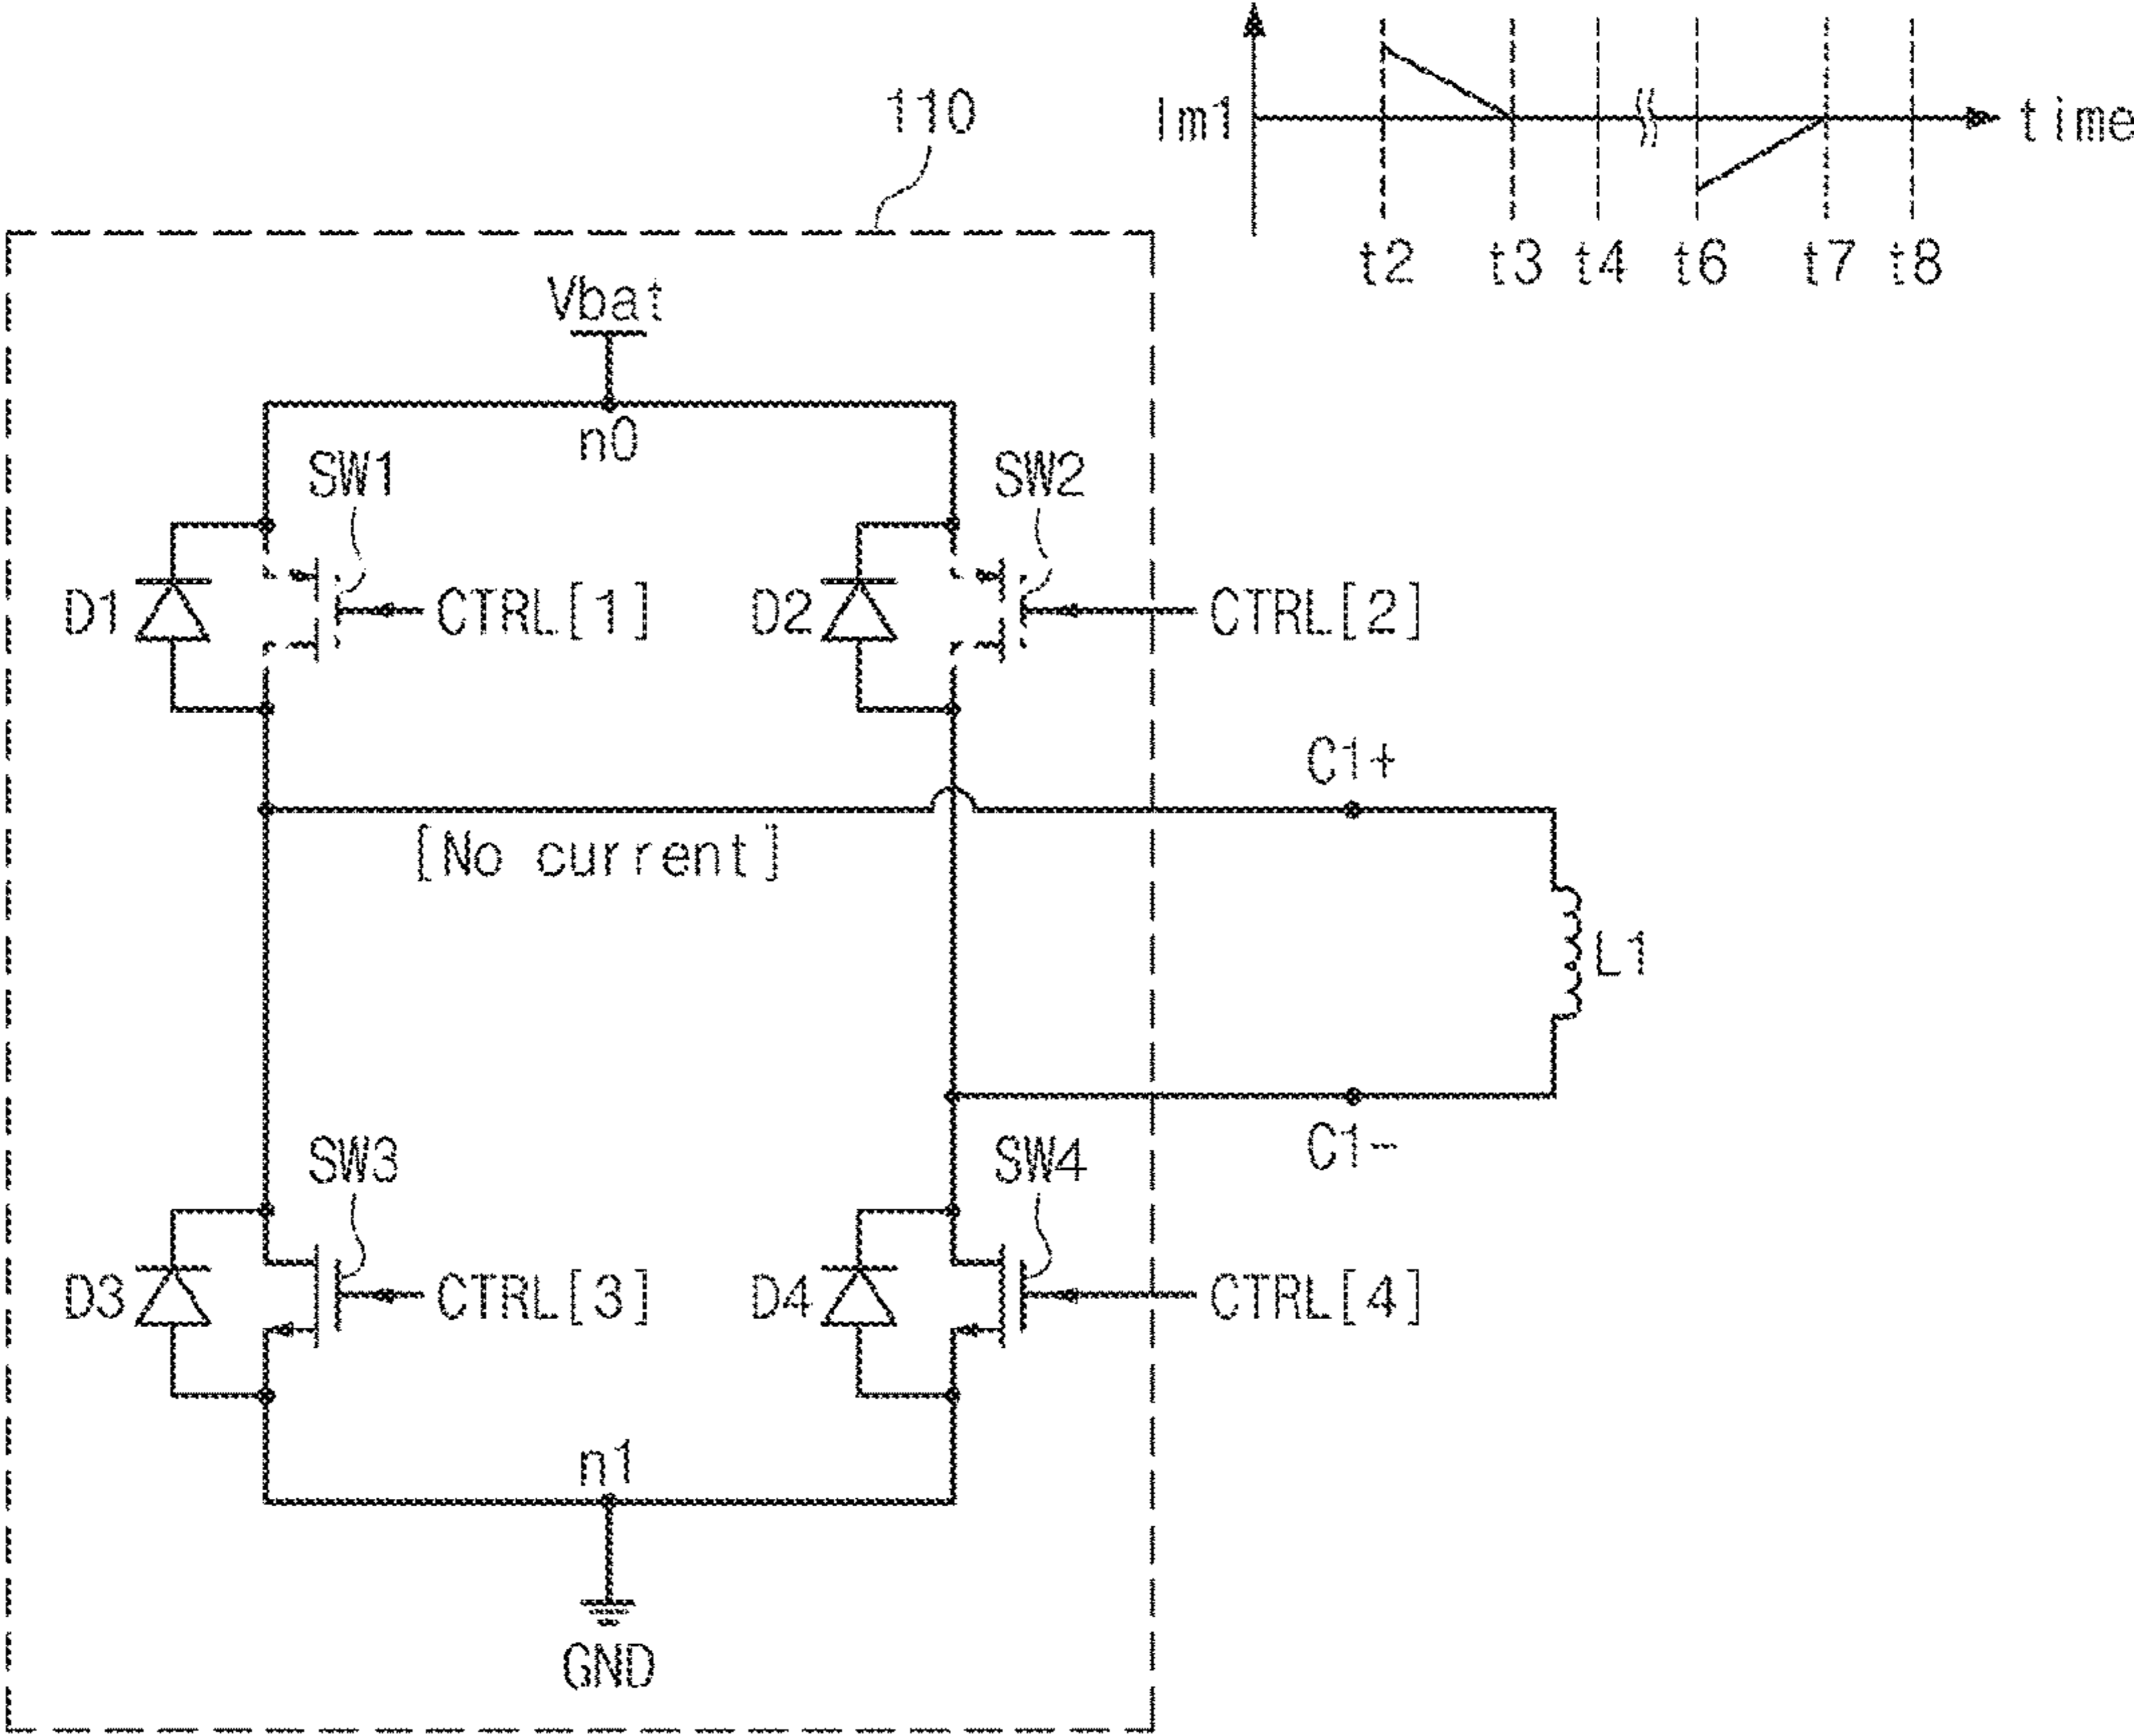 110
Im1
time
t2 t3 t4 t6 t7 t8
Vbat
n0
SW1 SW2
D1 CTRL[1] D2 CTRL[2]
C1+
[No current]
L1
C1-
SW3 SW4
D3 CTRL[3] D4 CTRL[4]
n1
GND